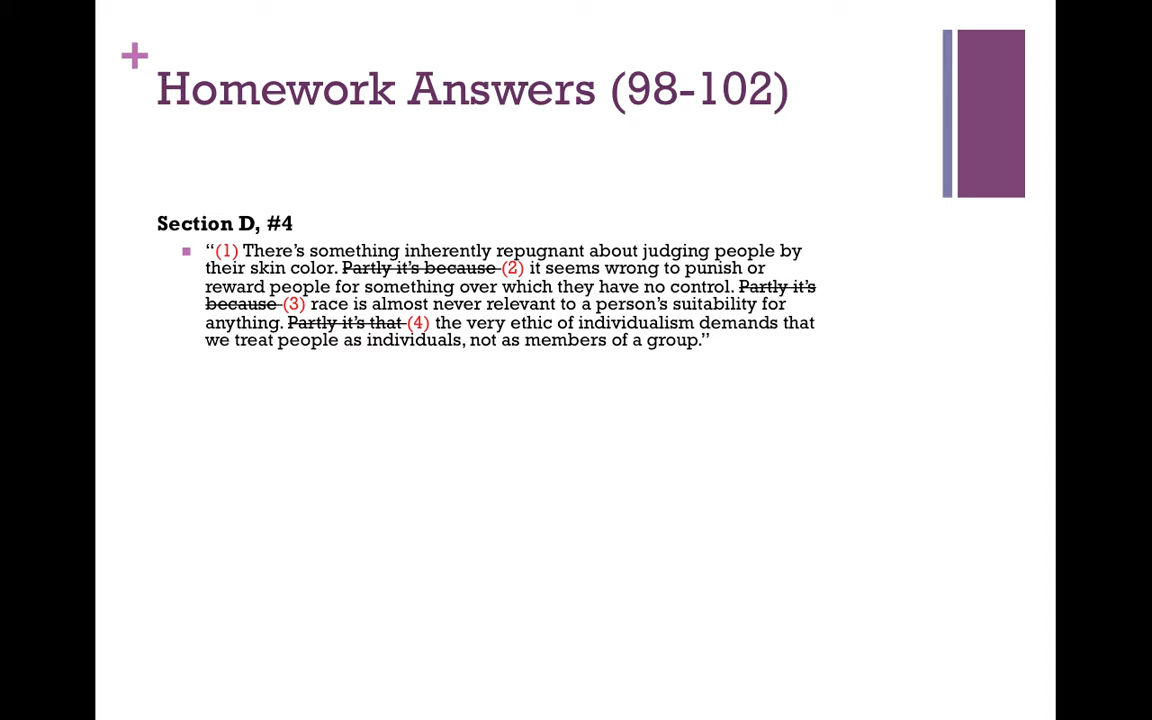 +
Homework Answers (98-102)
Section D, #4
“(1) There’s something inherently repugnant about judging people by
their skin color. Partly it’s because (2) it seems wrong to punish or
reward people for something over which they have no control. Partly it’s
because (3) race is almost never relevant to a person’s suitability for
anything. Partly it’s that (4) the very ethic of individualism demands that
we treat people as individuals, not as members of a group.”